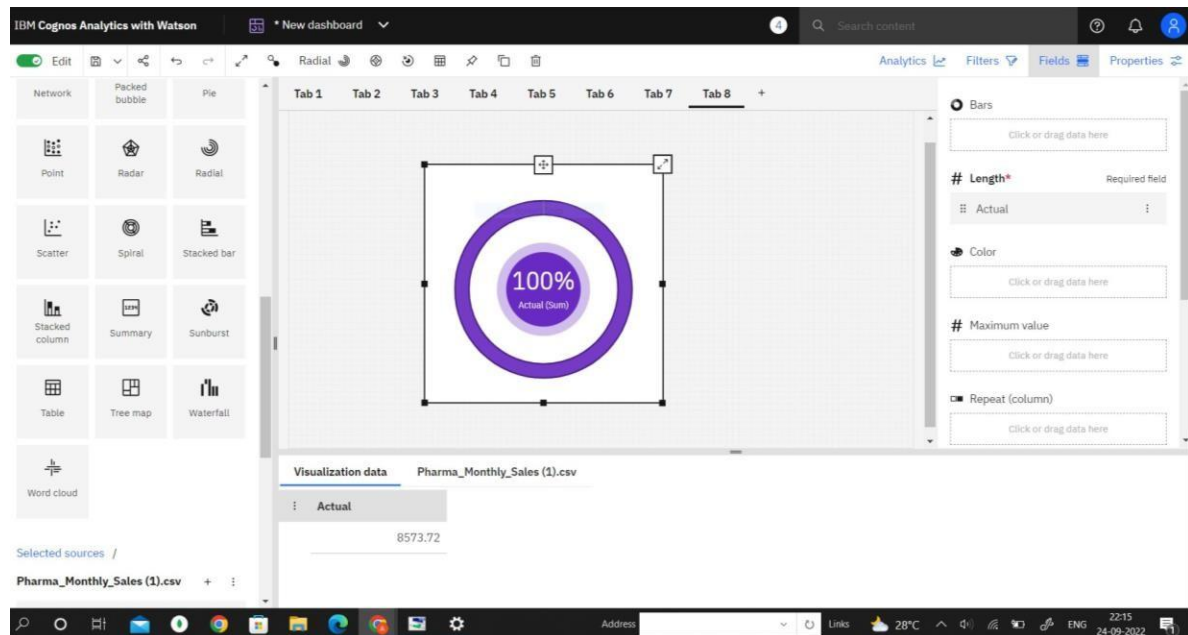 IBM Cognos Analytics with Watson
* New dashboard
4
Search content
Edit
Radial
Analytics
Filters
Fields
Properties
Network
Packed bubble
Pie
Point
Radar
Radial
Scatter
Spiral
Stacked bar
Stacked column
Summary
Sunburst
Table
Tree map
Waterfall
Word cloud
Selected sources /
Pharma_Monthly_Sales (1).csv
Tab 1
Tab 2
Tab 3
Tab 4
Tab 5
Tab 6
Tab 7
Tab 8
+
100%
Actual (Sum)
Bars
Click or drag data here
# Length*
Required field
Actual
Color
Click or drag data here
# Maximum value
Click or drag data here
Repeat (column)
Click or drag data here
Visualization data
Pharma_Monthly_Sales (1).csv
Actual
8573.72
Address
Links
28°C
ENG
22:15
24-09-2022